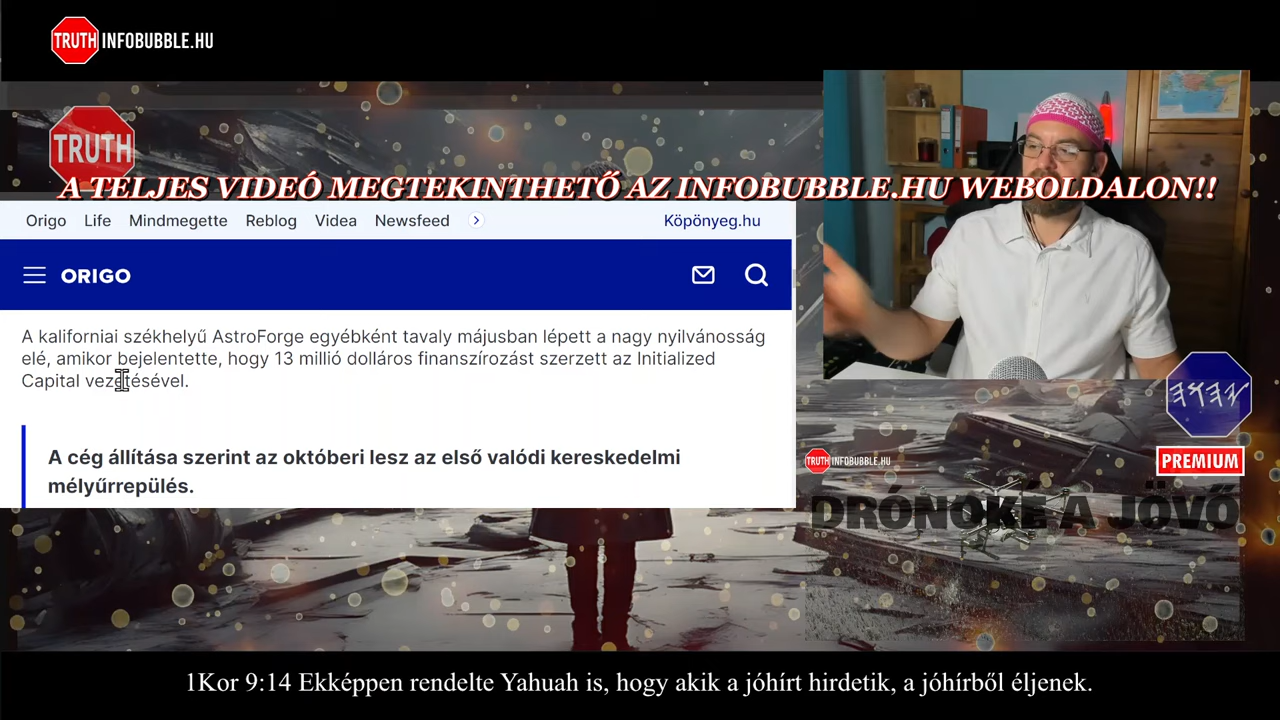 TRUTH INFOBUBBLE.HU
TRUTH
A TELJES VIDEÓ MEGTEKINTHETŐ AZ INFOBUBBLE.HU WEBOLDALON!!
Origo Life Mindmegette Reblog Videa Newsfeed Köpönyeg.hu
ORIGO
A kaliforniai székhelyű AstroForge egyébként tavaly májusban lépett a nagy nyilvánosság
elé, amikor bejelentette, hogy 13 millió dolláros finanszírozást szerzett az Initialized
Capital vezetésével.
A cég állítása szerint az októberi lesz az első valódi kereskedelmi
mélyűrrepülés.
TRUTH INFOBUBBLE.HU
PREMIUM
DRÓNOKÉ A JÖVŐ
1Kor 9:14 Ekképpen rendelte Yahuah is, hogy akik a jóhírt hirdetik, a jóhírből éljenek.